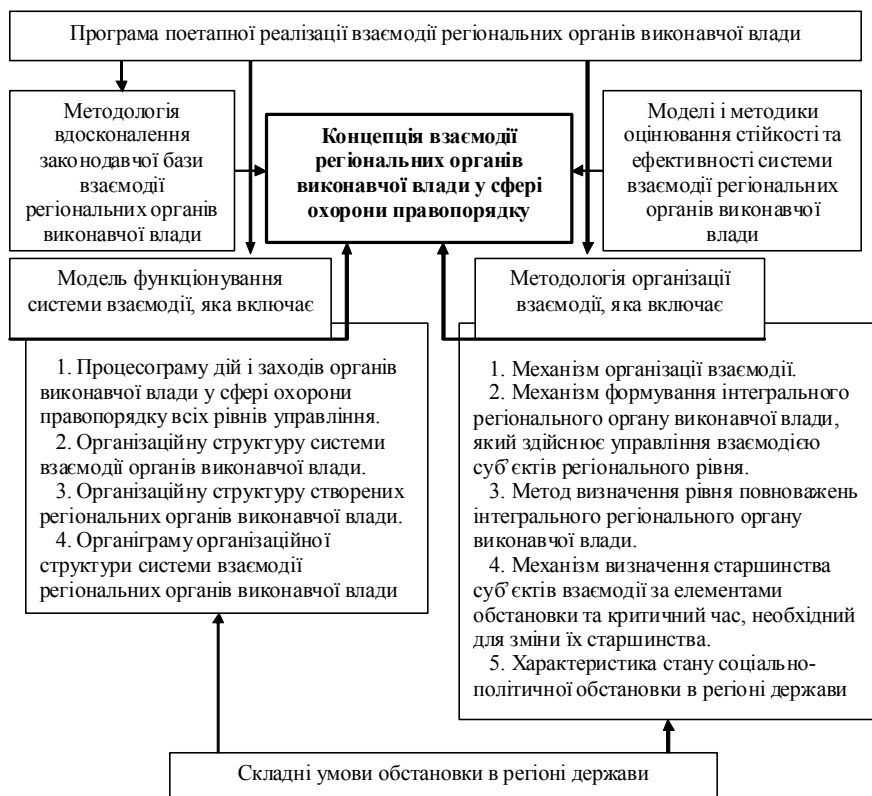 Програма поетапної реалізації взаємодії регіональних органів виконавчої влади
Методологія
вдосконалення
законодавчої бази
взаємодії
регіональних органів
виконавчої влади
Концепція взаємодії
регіональних органів
виконавчої влади у сфері
охорони правопорядку
Моделі і методики
оцінювання стійкості та
ефективності системи
взаємодії регіональних
органів виконавчої
влади
Модель функціонування
системи взаємодії, яка включає
Методологія організації
взаємодії, яка включає
1. Процесограму дій і заходів органів
виконавчої влади у сфері охорони
правопорядку всіх рівнів управління.
2. Організаційну структуру системи
взаємодії органів виконавчої влади.
3. Організаційну структуру створених
регіональних органів виконавчої влади.
4. Органіграму організаційної
структури системи взаємодії
регіональних органів виконавчої влади
1. Механізм організації взаємодії.
2. Механізм формування інтегрального
регіонального органу виконавчої влади,
який здійснює управління взаємодією
суб’єктів регіонального рівня.
3. Метод визначення рівня повноважень
інтегрального регіонального органу
виконавчої влади.
4. Механізм визначення старшинства
суб’єктів взаємодії за елементами
обстановки та критичний час, необхідний
для зміни їх старшинства.
5. Характеристика стану соціально-
політичної обстановки в регіоні держави
Складні умови обстановки в регіоні держави